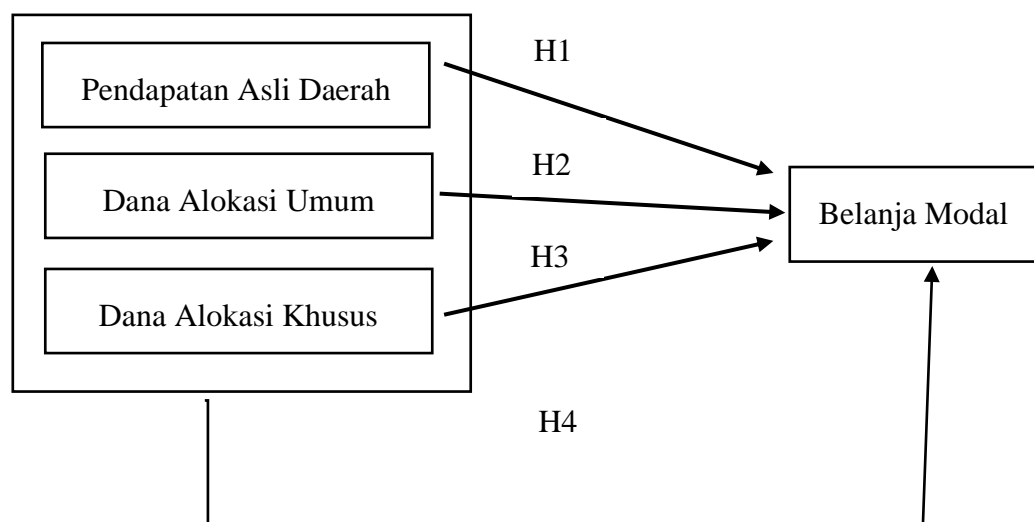 H1
Pendapatan Asli Daerah
H2
Dana Alokasi Umum
Belanja Modal
H3
Dana Alokasi Khusus
H4